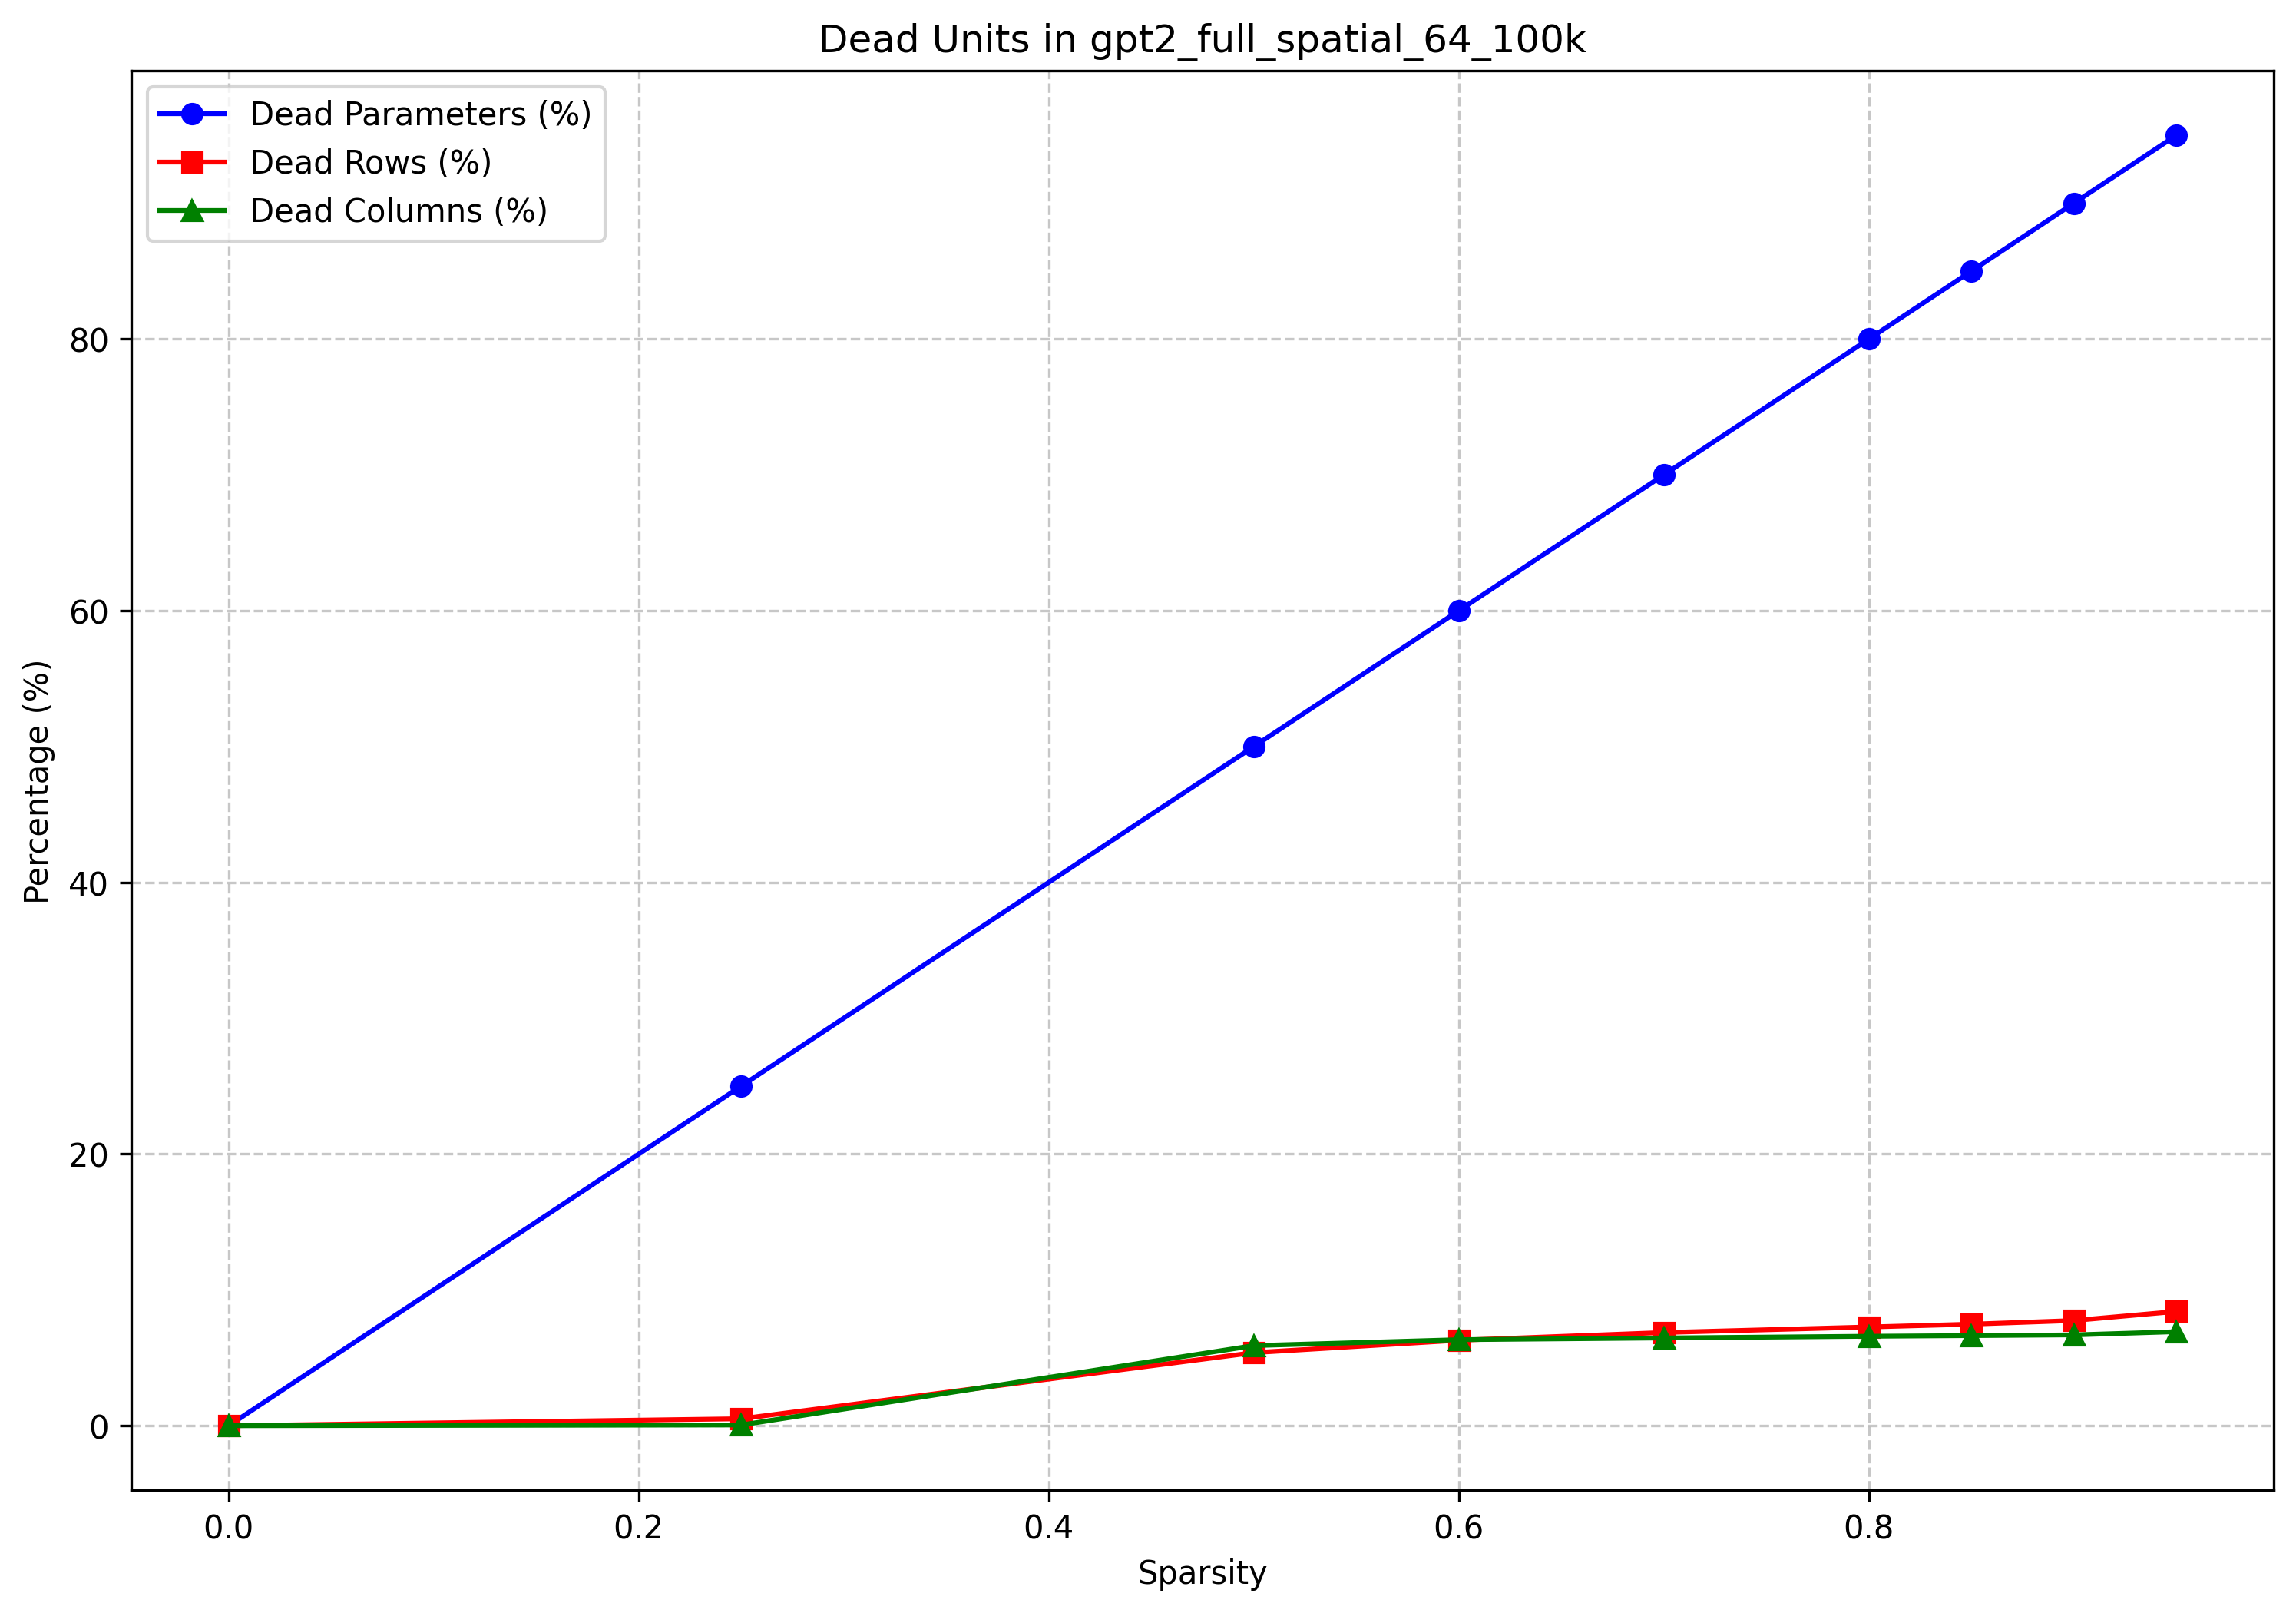 Dead Units in gpt2_full_spatial_64_100k
Dead Parameters (%)
Dead Rows (%)
Dead Columns (%)
Percentage (%)
80
60
40
20
0
0.0 0.2 0.4 0.6 0.8
Sparsity